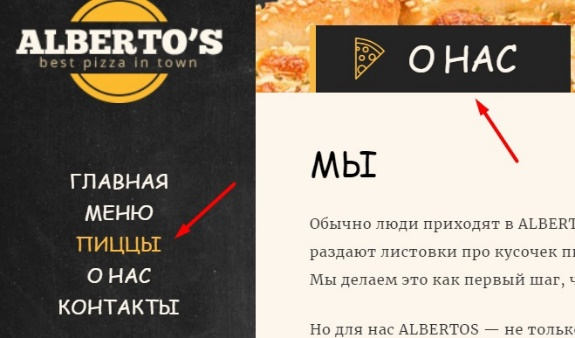 ALBERTO'S
best pizza in town
ГЛАВНАЯ
МЕНЮ
ПИЦЦЫ
О НАС
КОНТАКТЫ
О НАС
МЫ
Обычно люди приходят в ALBERT
раздают листовки про кусочек
Мы делаем это как первый шаг,
Но для нас ALBERTOS — не только